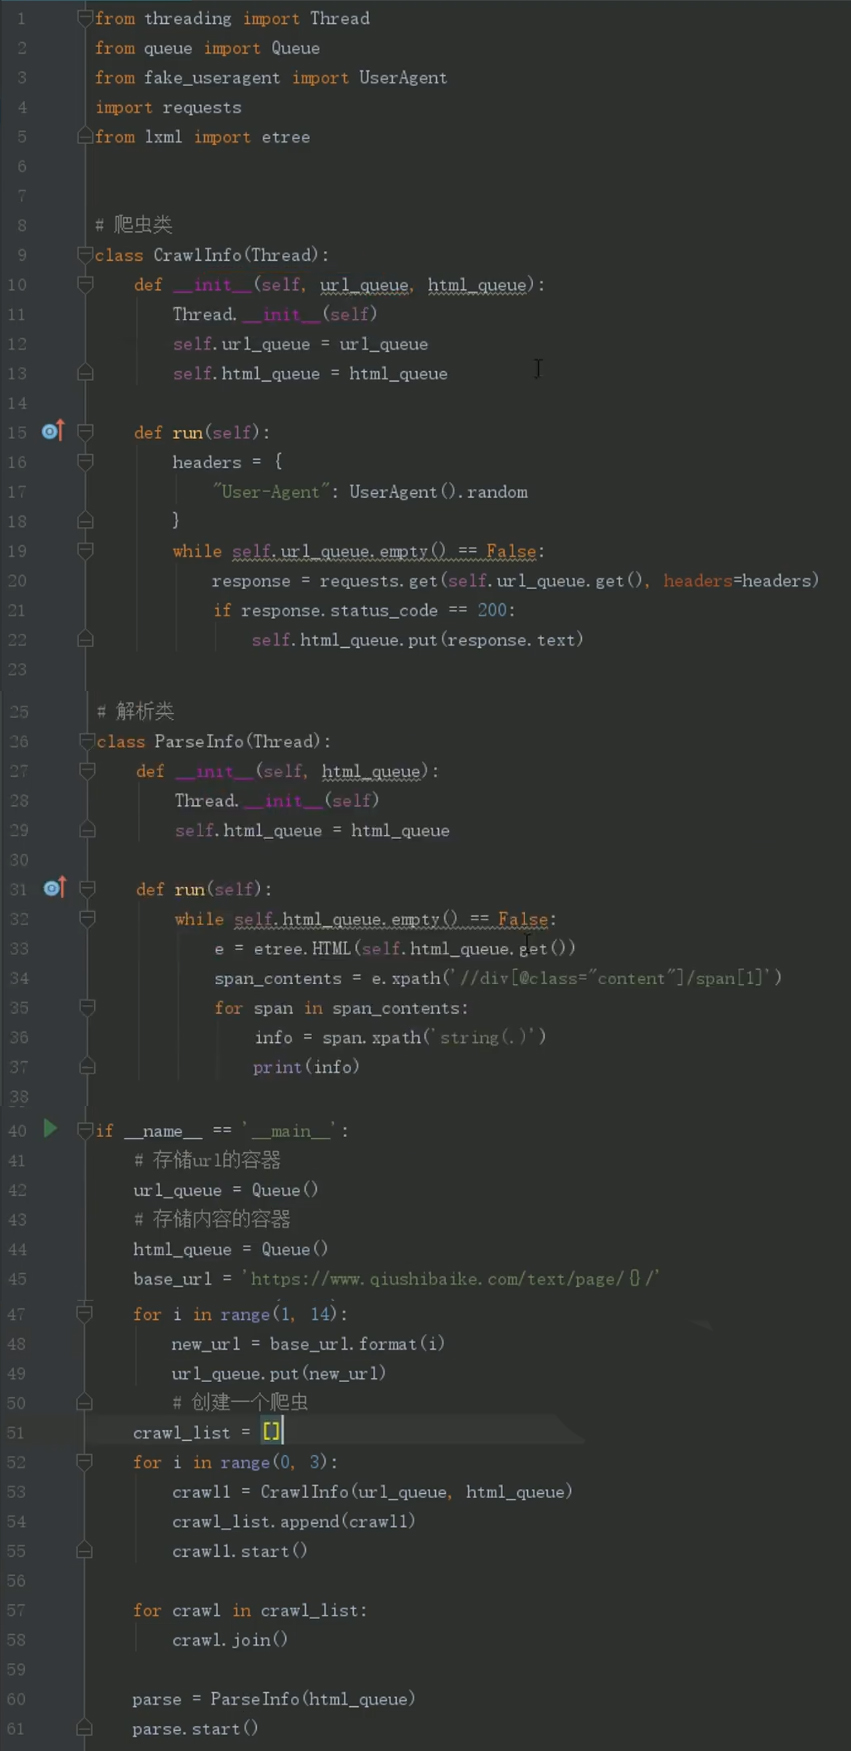 1 from threading import Thread
2 from queue import Queue
3 from fake_useragent import UserAgent
4 import requests
5 from lxml import etree
6
7
8 # 爬虫类
9 class CrawlInfo(Thread):
10     def __init__(self, url_queue, html_queue):
11         Thread.__init__(self)
12         self.url_queue = url_queue
13         self.html_queue = html_queue
14
15     def run(self):
16         headers = {
17             "User-Agent": UserAgent().random
18         }
19         while self.url_queue.empty() == False:
20             response = requests.get(self.url_queue.get(), headers=headers)
21             if response.status_code == 200:
22                 self.html_queue.put(response.text)
23
25 # 解析类
26 class ParseInfo(Thread):
27     def __init__(self, html_queue):
28         Thread.__init__(self)
29         self.html_queue = html_queue
30
31     def run(self):
32         while self.html_queue.empty() == False:
33             e = etree.HTML(self.html_queue.get())
34             span_contents = e.xpath('//div[@class="content"]/span[1]')
35             for span in span_contents:
36                 info = span.xpath('string(.)')
37                 print(info)
38
40 if __name__ == '__main__':
41     # 存储url的容器
42     url_queue = Queue()
43     # 存储内容的容器
44     html_queue = Queue()
45     base_url = 'https://www.qiushibaike.com/text/page/{}/'
47     for i in range(1, 14):
48         new_url = base_url.format(i)
49         url_queue.put(new_url)
50         # 创建一个爬虫
51     crawl_list = []
52     for i in range(0, 3):
53         crawl1 = CrawlInfo(url_queue, html_queue)
54         crawl_list.append(crawl1)
55         crawl1.start()
56
57     for crawl in crawl_list:
58         crawl.join()
59
60     parse = ParseInfo(html_queue)
61     parse.start()